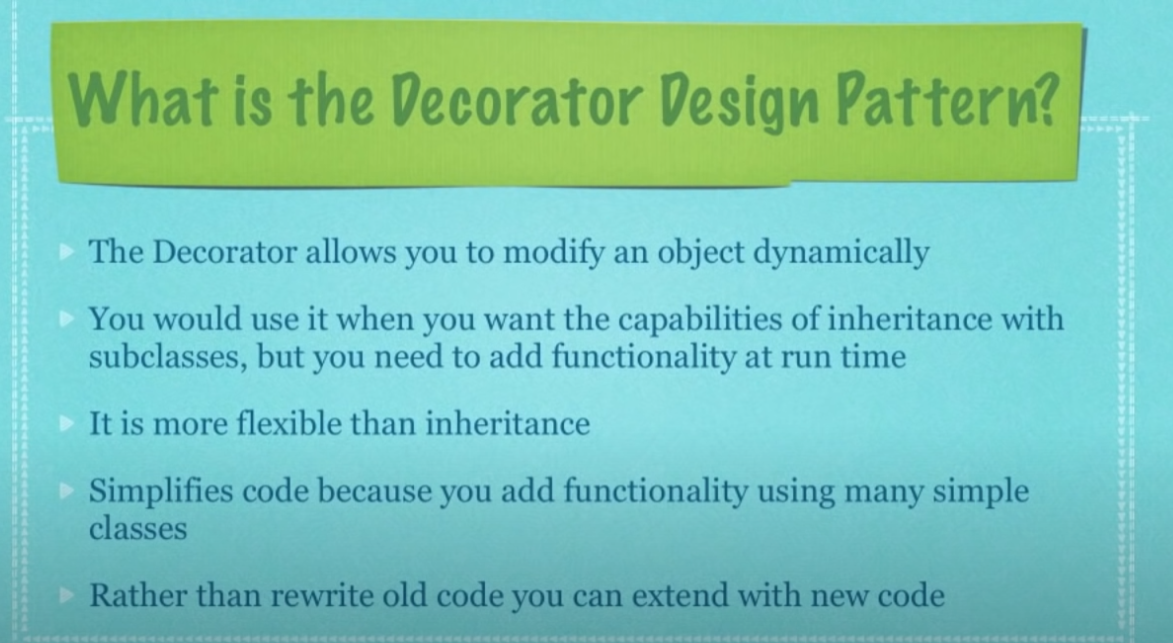 What is the Decorator Design Pattern?
The Decorator allows you to modify an object dynamically
You would use it when you want the capabilities of inheritance with
subclasses, but you need to add functionality at run time
It is more flexible than inheritance
Simplifies code because you add functionality using many simple
classes
Rather than rewrite old code you can extend with new code